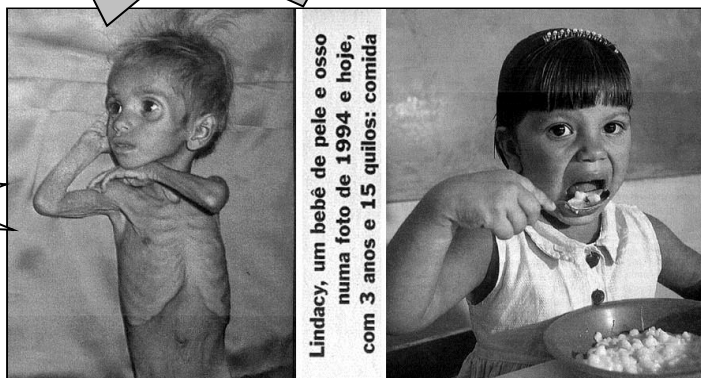 Lindacy, um bebê de pele e osso
numa foto de 1994 e hoje,
com 3 anos e 15 quilos: comida